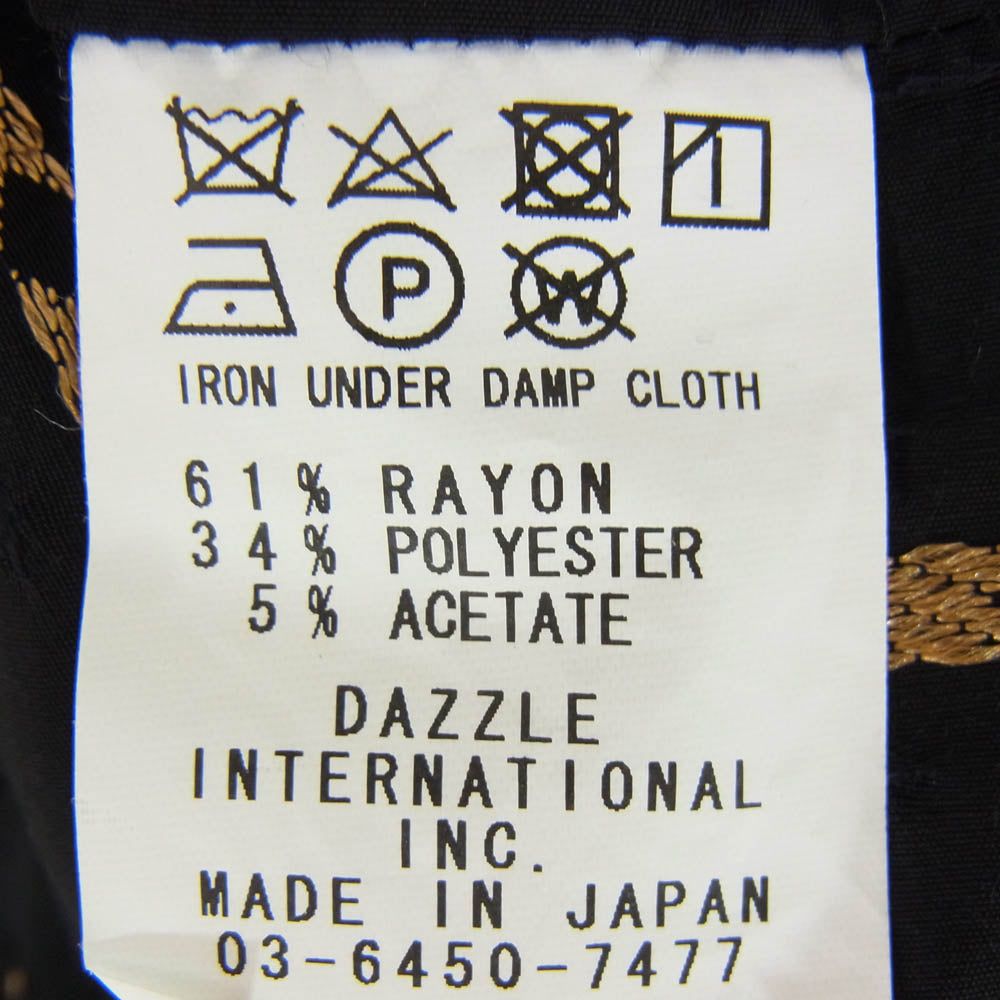 P W
IRON UNDER DAMP CLOTH
61% RAYON
34% POLYESTER
5% ACETATE
DAZZLE
INTERNATIONAL
INC.
MADE IN JAPAN
03-6450-7477